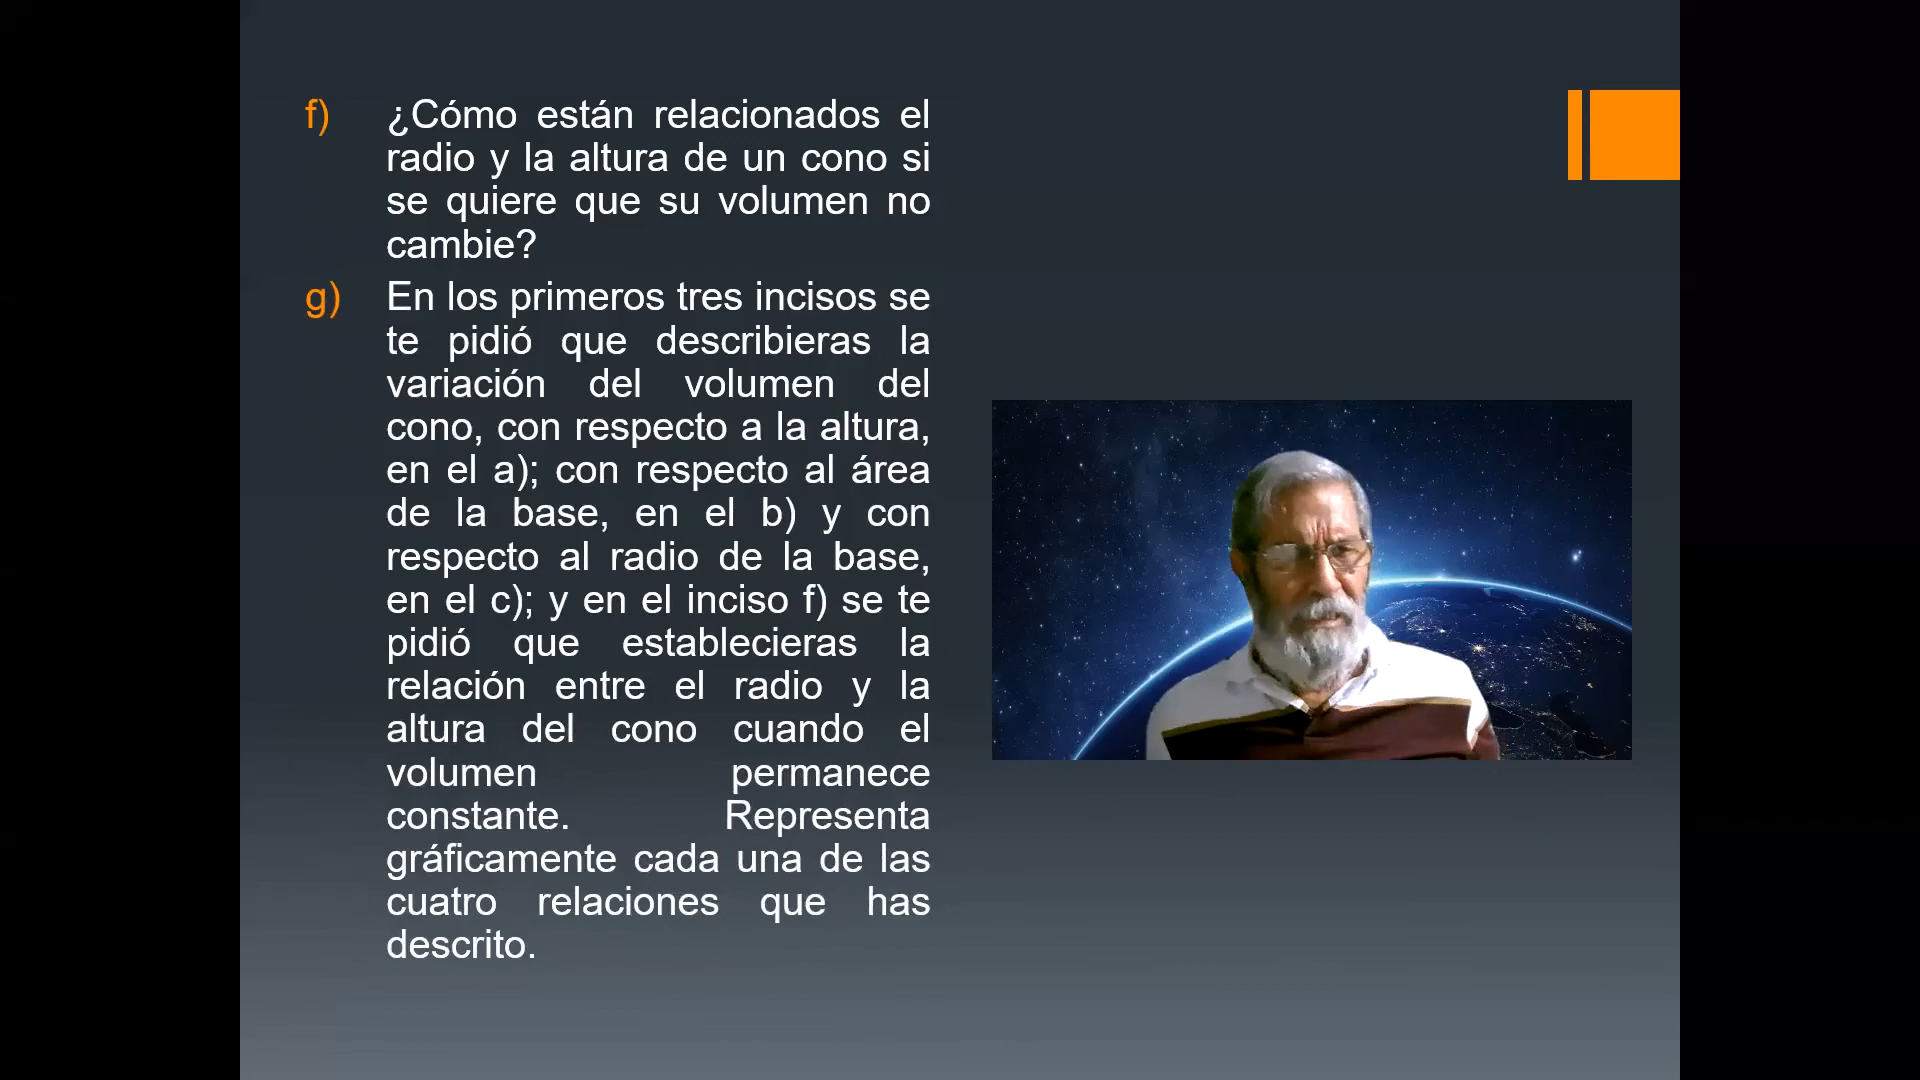 f) ¿Cómo están relacionados el
radio y la altura de un cono si
se quiere que su volumen no
cambie?
g) En los primeros tres incisos se
te pidió que describieras la
variación del volumen del
cono, con respecto a la altura,
en el a); con respecto al área
de la base, en el b) y con
respecto al radio de la base,
en el c); y en el inciso f) se te
pidió que establecieras la
relación entre el radio y la
altura del cono cuando el
volumen permanece
constante. Representa
gráficamente cada una de las
cuatro relaciones que has
descrito.